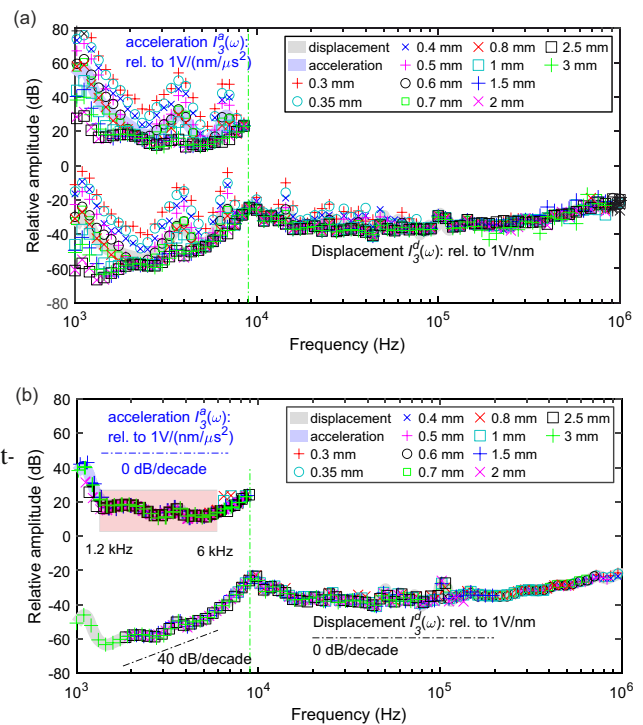 (a)
acceleration I₃ᵃ(ω):
rel. to 1V/(nm/μs²)
displacement
acceleration
0.3 mm
0.35 mm
0.4 mm
0.5 mm
0.6 mm
0.7 mm
0.8 mm
1 mm
1.5 mm
2 mm
2.5 mm
3 mm
Relative amplitude (dB)
80
60
40
20
0
-20
-40
-60
-80
Displacement I₃ᵈ(ω): rel. to 1V/nm
10³
10⁴
10⁵
10⁶
Frequency (Hz)
(b)
acceleration I₃ᵃ(ω):
rel. to 1V/(nm/μs²)
0 dB/decade
displacement
acceleration
0.3 mm
0.35 mm
0.4 mm
0.5 mm
0.6 mm
0.7 mm
0.8 mm
1 mm
1.5 mm
2 mm
2.5 mm
3 mm
t-
Relative amplitude (dB)
80
60
40
20
0
-20
-40
-60
-80
1.2 kHz
6 kHz
Displacement I₃ᵈ(ω): rel. to 1V/nm
0 dB/decade
40 dB/decade
10³
10⁴
10⁵
10⁶
Frequency (Hz)